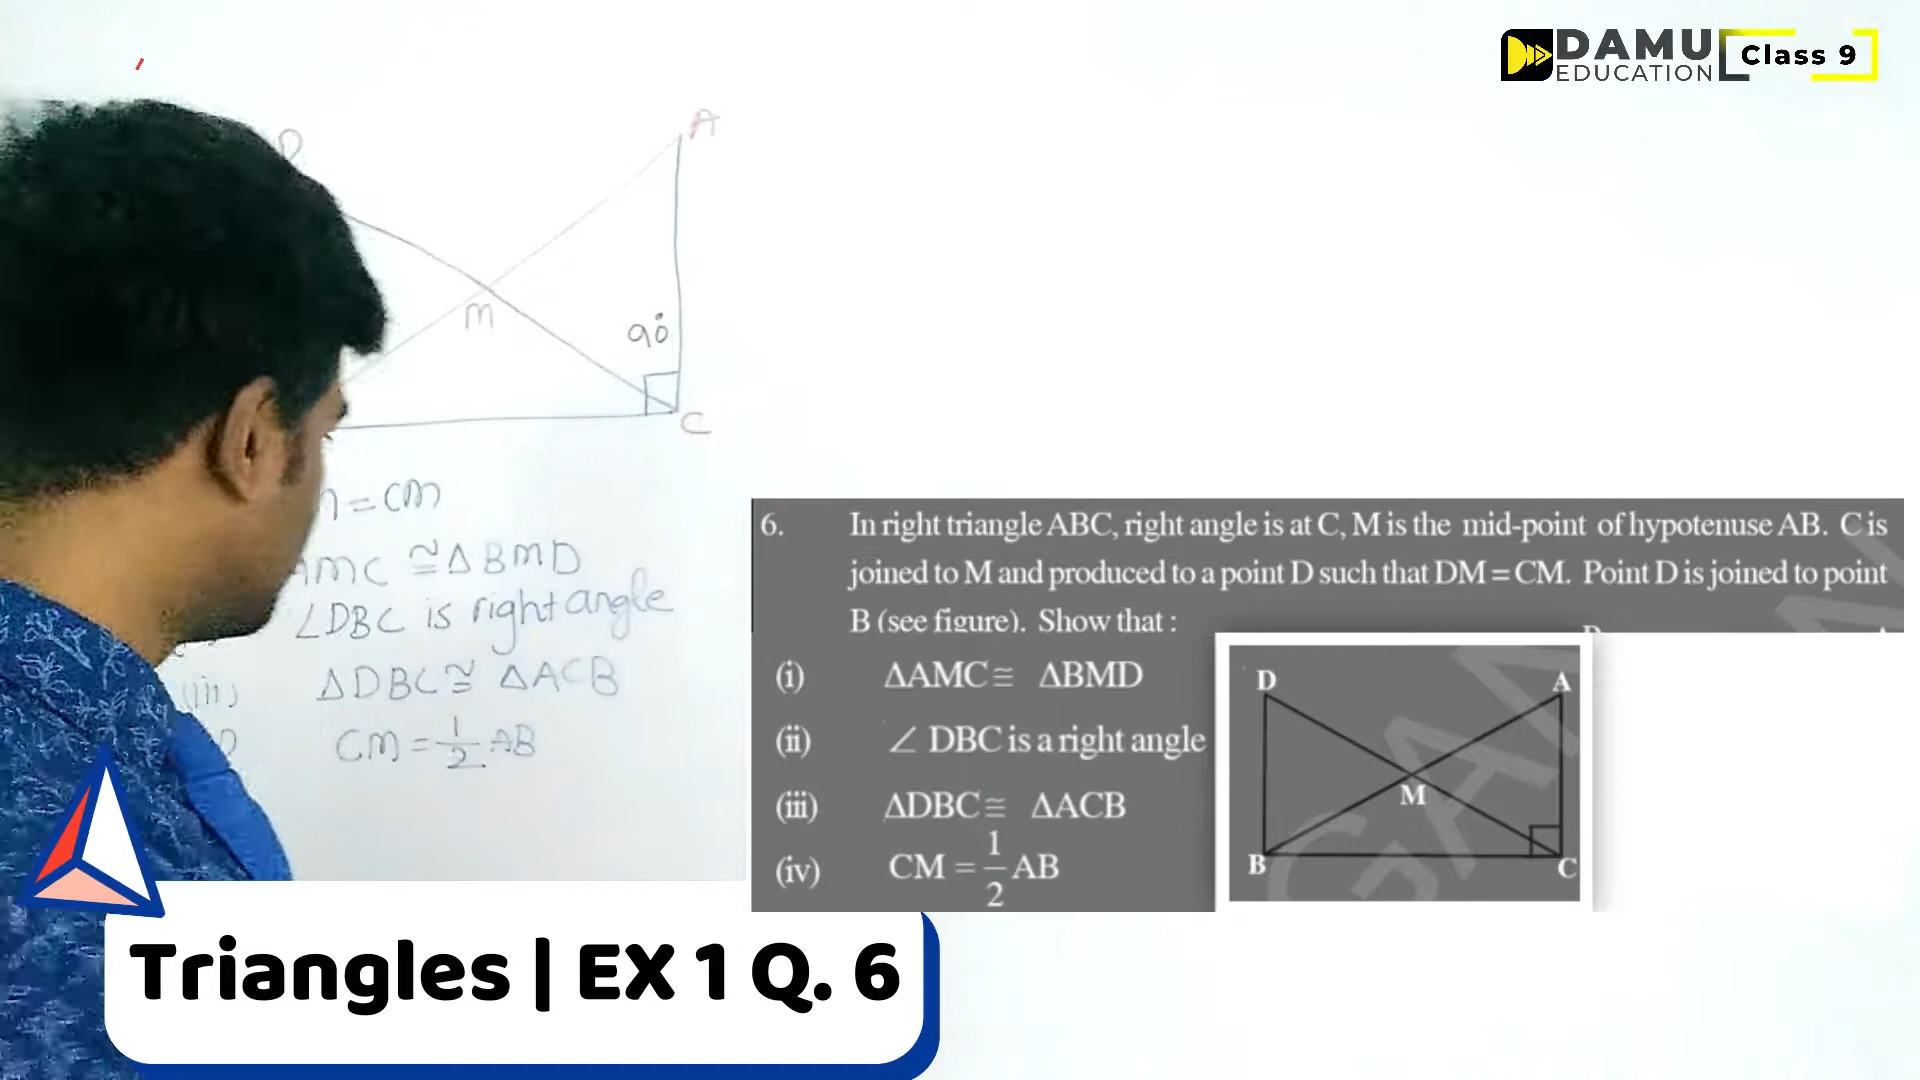 DAMU
EDUCATION
Class 9
D
A
M
90°
C
= CM
AMC ≅ Δ BMD
∠DBC is right angle
(iii) ΔDBC ≅ ΔACB
CM = 1/2 AB
6. In right triangle ABC, right angle is at C, M is the mid-point of hypotenuse AB. C is
joined to M and produced to a point D such that DM = CM. Point D is joined to point
B (see figure). Show that :
(i) ΔAMC ≅ ΔBMD
(ii) ∠ DBC is a right angle
(iii) ΔDBC ≅ ΔACB
(iv) CM = 1/2 AB
D
A
M
B
C
Triangles | EX 1 Q. 6